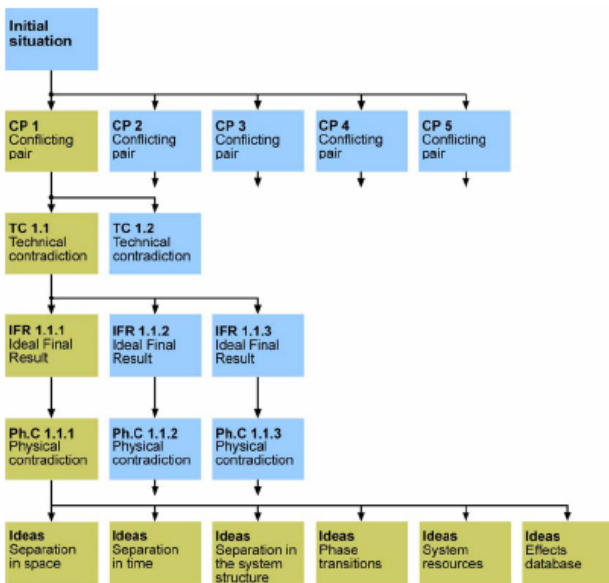 Initial
situation
CP 1
Conflicting
pair
CP 2
Conflicting
pair
CP 3
Conflicting
pair
CP 4
Conflicting
pair
CP 5
Conflicting
pair
TC 1.1
Technical
contradiction
TC 1.2
Technical
contradiction
IFR 1.1.1
Ideal Final
Result
IFR 1.1.2
Ideal Final
Result
IFR 1.1.3
Ideal Final
Result
Ph.C 1.1.1
Physical
contradiction
Ph.C 1.1.2
Physical
contradiction
Ph.C 1.1.3
Physical
contradiction
Ideas
Separation
in space
Ideas
Separation
in time
Ideas
Separation in
the system
structure
Ideas
Phase
transitions
Ideas
System
resources
Ideas
Effects
database